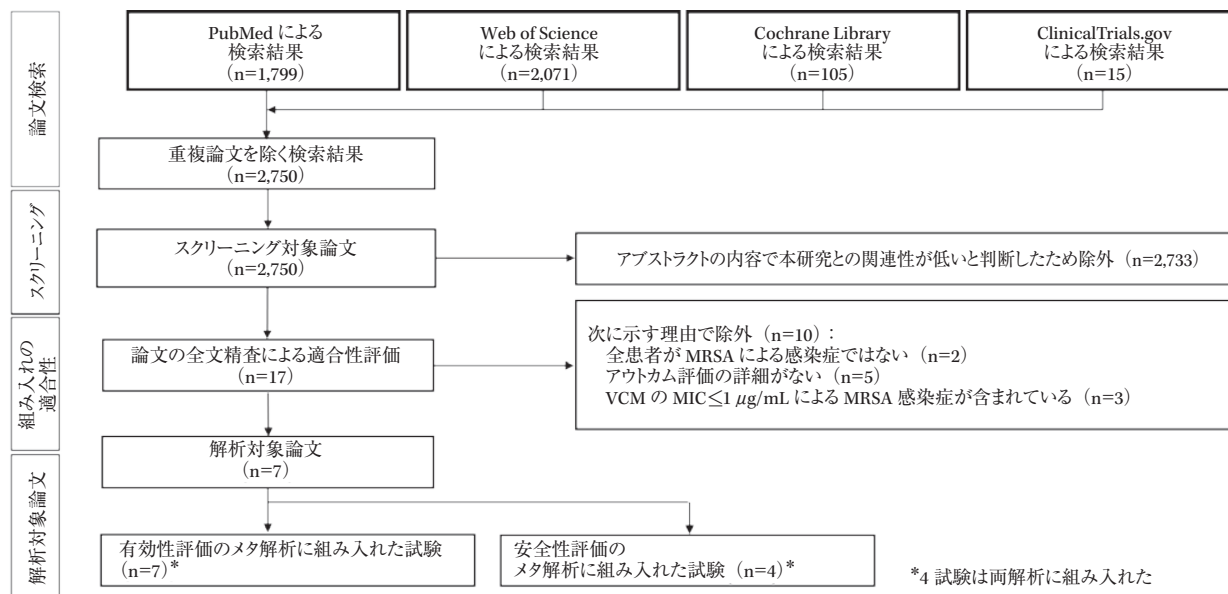 論文検索
PubMed による
検索結果
（n=1,799）
Web of Science
による検索結果
（n=2,071）
Cochrane Library
による検索結果
（n=105）
ClinicalTrials.gov
による検索結果
（n=15）
重複論文を除く検索結果
（n=2,750）
スクリーニング
スクリーニング対象論文
（n=2,750）
アブストラクトの内容で本研究との関連性が低いと判断したため除外（n=2,733）
組み入れの
適合性
論文の全文精査による適合性評価
（n=17）
次に示す理由で除外（n=10）：
全患者が MRSA による感染症ではない（n=2）
アウトカム評価の詳細がない（n=5）
VCM の MIC≤1 μg/mL による MRSA 感染症が含まれている（n=3）
解析対象論文
（n=7）
解析対象論文
有効性評価のメタ解析に組み入れた試験
（n=7）*
安全性評価の
メタ解析に組み入れた試験（n=4）*
*4 試験は両解析に組み入れた